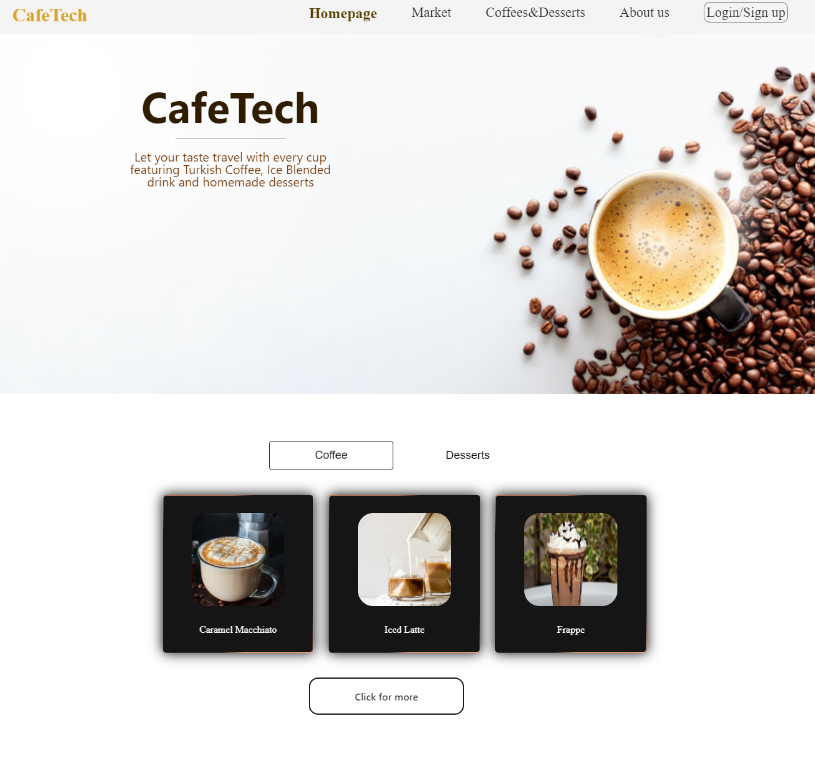 CafeTech
Homepage
Market
Coffees&Desserts
About us
Login/Sign up
CafeTech
Let your taste travel with every cup
featuring Turkish Coffee, Ice Blended
drink and homemade desserts
Coffee
Desserts
Caramel Macchiato
Iced Latte
Frappe
Click for more